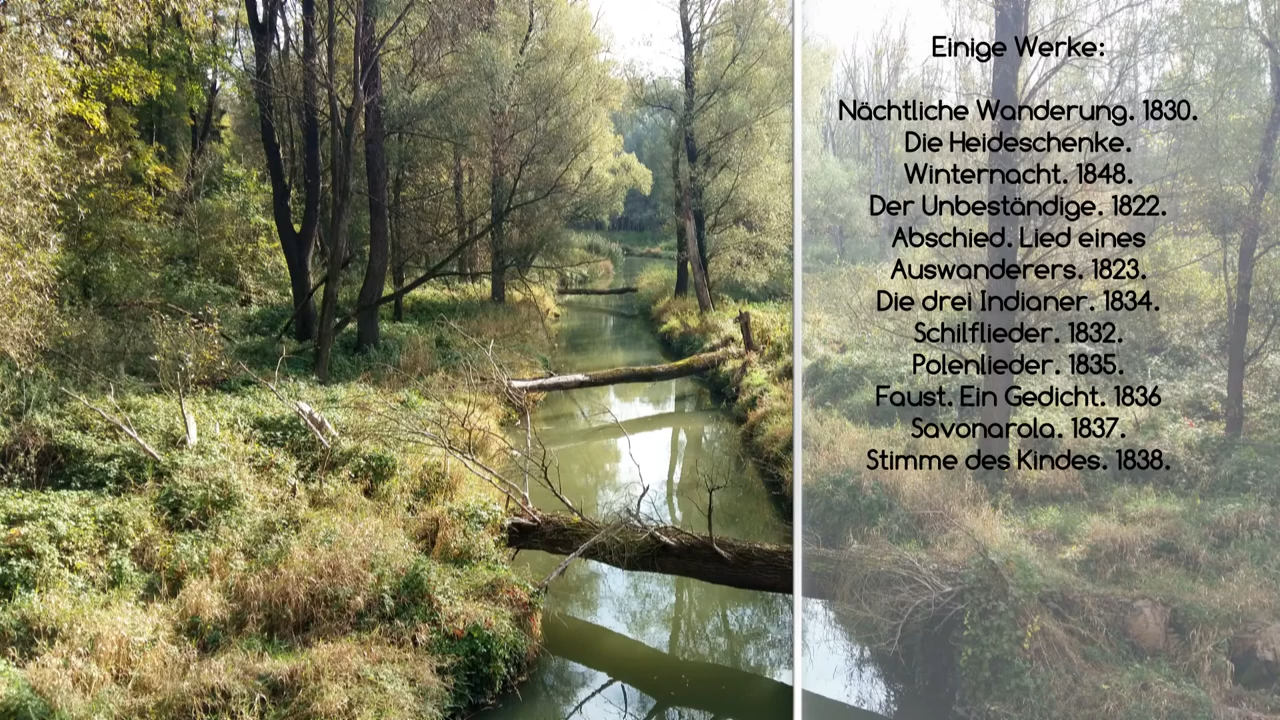 Einige Werke:
Nächtliche Wanderung. 1830.
Die Heideschenke.
Winternacht. 1848.
Der Unbeständige. 1822.
Abschied. Lied eines
Auswanderers. 1823.
Die drei Indianer. 1834.
Schilflieder. 1832.
Polenlieder. 1835.
Faust. Ein Gedicht. 1836
Savonarola. 1837.
Stimme des Kindes. 1838.